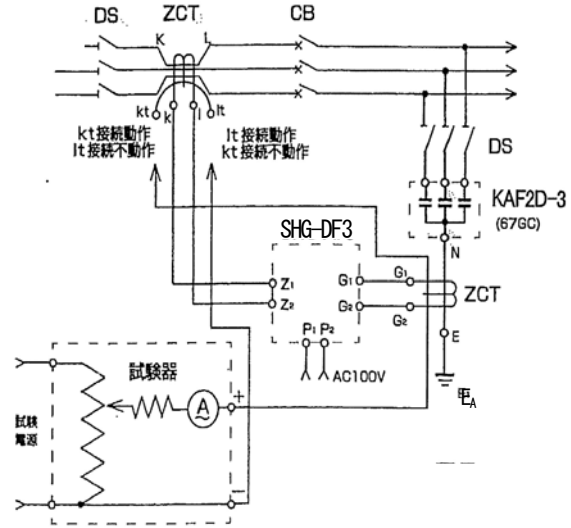 DS
ZCT
CB
K
L
kt
k
l
lt
kt接続動作
lt接続不動作
lt接続動作
kt接続不動作
DS
KAF2D-3
(67GC)
N
SHG-DF3
Z1
Z2
G1
G2
G1
G2
ZCT
P1
P2
AC100V
E
EA
試験器
A
+
−
試験
電源